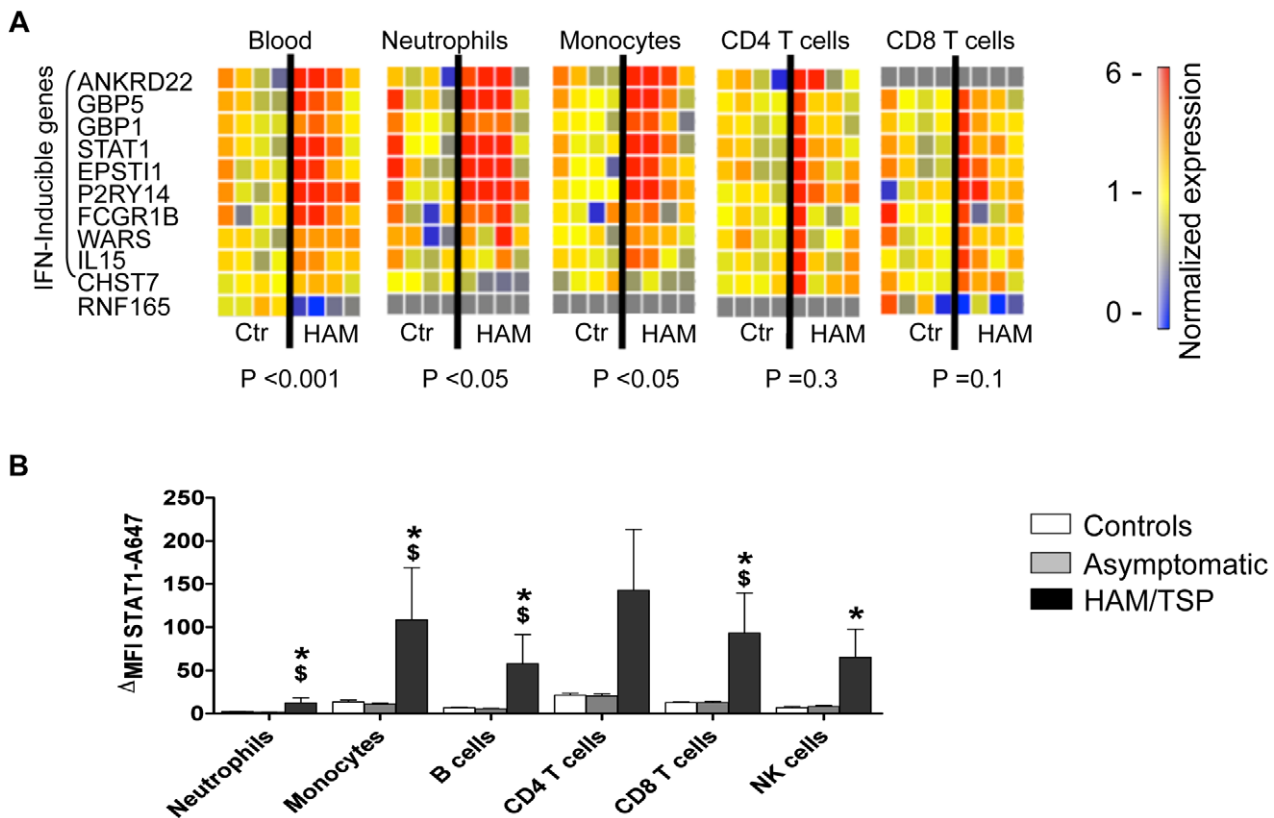 A
Blood Neutrophils Monocytes CD4 T cells CD8 T cells
IFN-Inducible genes
ANKRD22
GBP5
GBP1
STAT1
EPSTI1
P2RY14
FCGR1B
WARS
IL15
CHST7
RNF165
Ctr HAM Ctr HAM Ctr HAM Ctr HAM Ctr HAM
P <0.001 P <0.05 P <0.05 P =0.3 P =0.1
6 -
1 -
0 -
Normalized expression
B
ΔMFI STAT1-A647
250
200
150
100
50
0
*
$
*
$
*
$
*
$
*
Neutrophils
Monocytes
B cells
CD4 T cells
CD8 T cells
NK cells
Controls
Asymptomatic
HAM/TSP